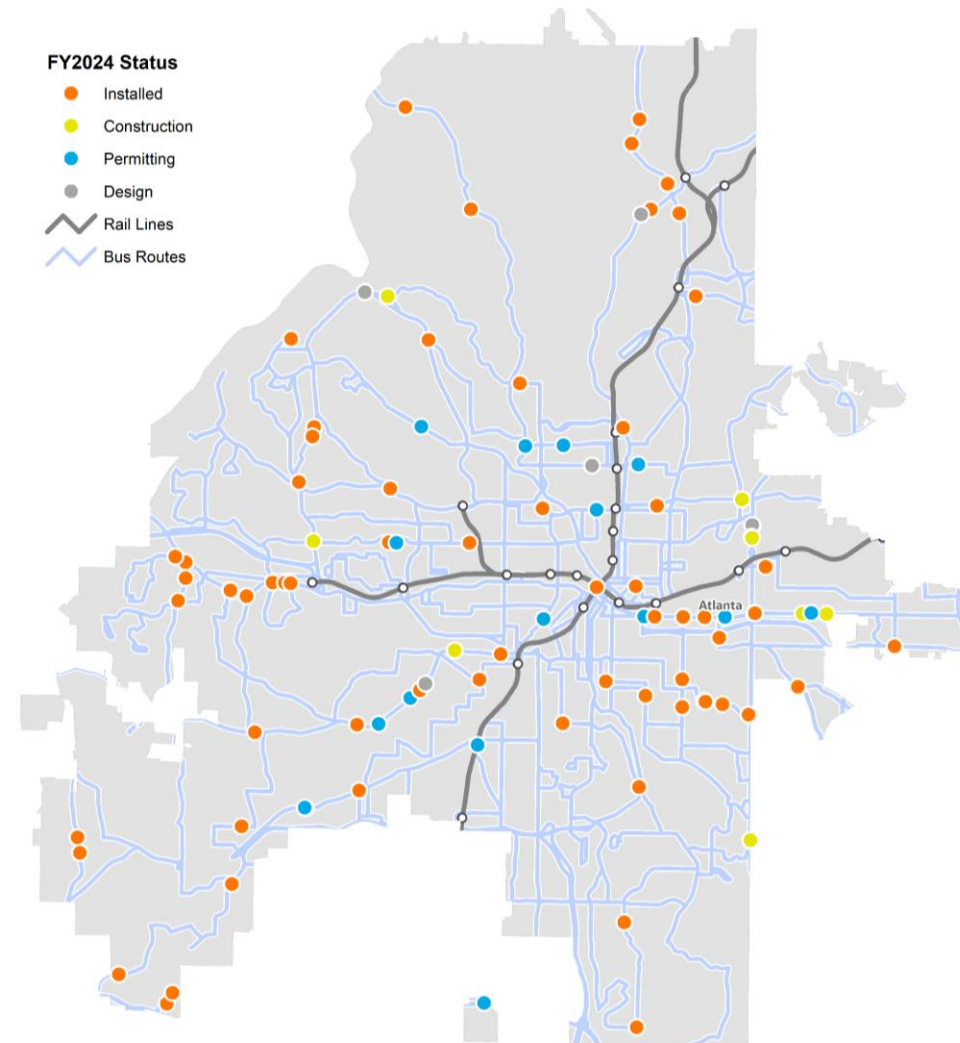 FY2024 Status
Installed
Construction
Permitting
Design
Rail Lines
Bus Routes
Atlanta